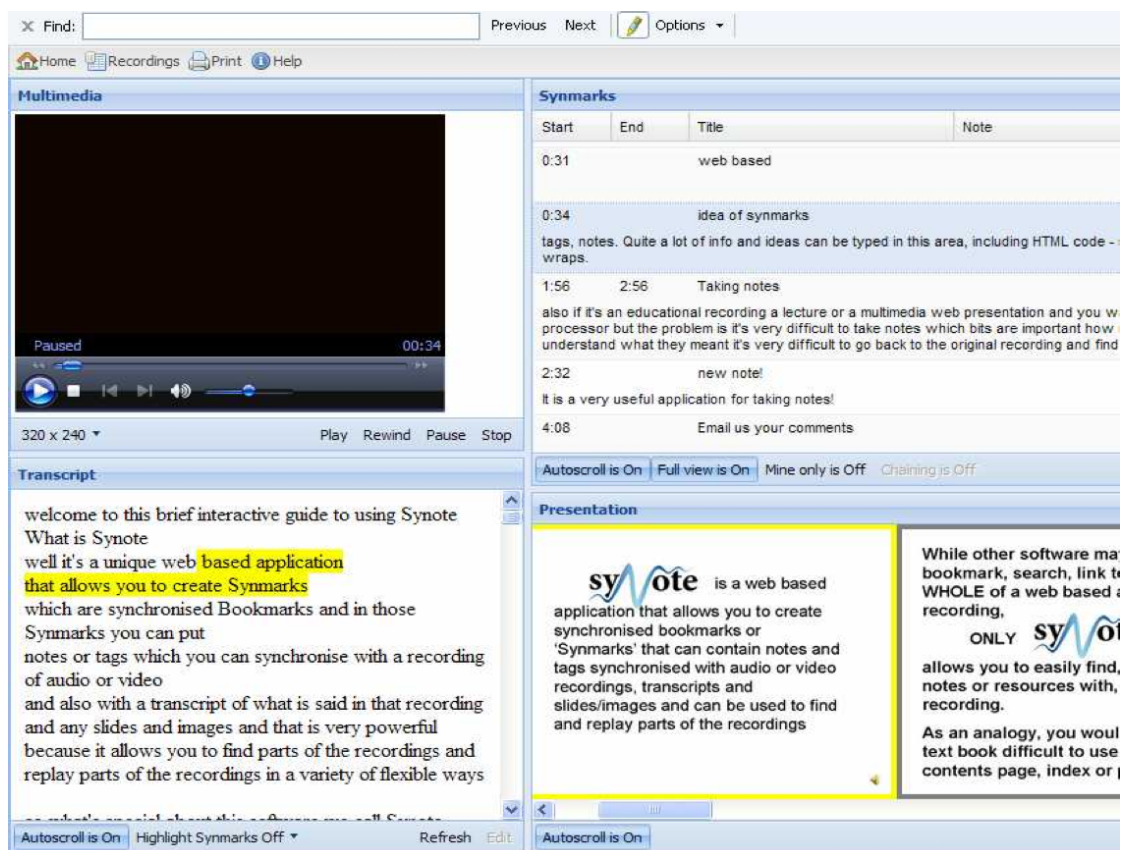 Find:
Previous Next Options
Home Recordings Print Help
Multimedia
Paused 00:34
320 x 240 Play Rewind Pause Stop
Transcript
welcome to this brief interactive guide to using Synote
What is Synote
well it's a unique web based application
that allows you to create Synmarks
which are synchronised Bookmarks and in those
Synmarks you can put
notes or tags which you can synchronise with a recording
of audio or video
and also with a transcript of what is said in that recording
and any slides and images and that is very powerful
because it allows you to find parts of the recordings and
replay parts of the recordings in a variety of flexible ways
Autoscroll is On Highlight Synmarks Off Refresh Edit
Synmarks
Start End Title Note
0:31 web based
0:34 idea of synmarks
tags, notes. Quite a lot of info and ideas can be typed in this area, including HTML code -
wraps.
1:56 2:56 Taking notes
also if it's an educational recording a lecture or a multimedia web presentation and you w
processor but the problem is it's very difficult to take notes which bits are important how
understand what they meant it's very difficult to go back to the original recording and find
2:32 new note!
It is a very useful application for taking notes!
4:08 Email us your comments
Autoscroll is On Full view is On Mine only is Off Chaining is Off
Presentation
synote is a web based
application that allows you to create
synchronised bookmarks or
'Synmarks' that can contain notes and
tags synchronised with audio or video
recordings, transcripts and
slides/images and can be used to find
and replay parts of the recordings
While other software ma
bookmark, search, link t
WHOLE of a web based a
recording,
ONLY syno
allows you to easily find,
notes or resources with,
recording.
As an analogy, you woul
text book difficult to use
contents page, index or
Autoscroll is On